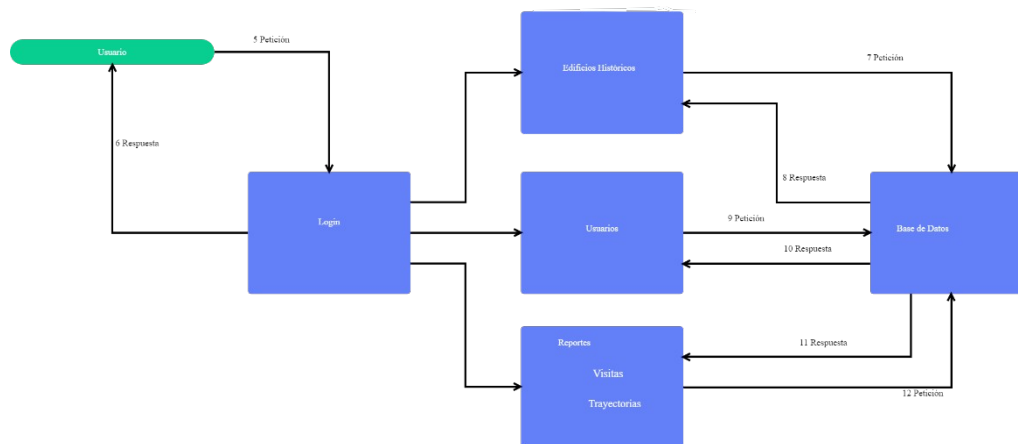 Usuario
5 Petición
6 Respuesta
Login
Edificios Históricos
7 Petición
8 Respuesta
Usuarios
9 Petición
10 Respuesta
Base de Datos
Reportes
Visitas
Trayectorias
11 Respuesta
12 Petición